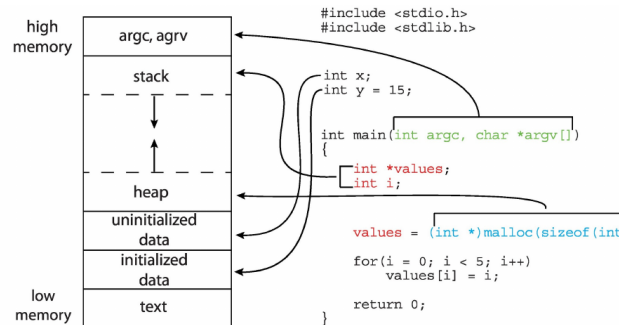 high
memory
argc, agrv
stack
heap
uninitialized
data
initialized
data
low
memory
text
#include <stdio.h>
#include <stdlib.h>
int x;
int y = 15;
int main(int argc, char *argv[])
{
int *values;
int i;
values = (int *)malloc(sizeof(int
for(i = 0; i < 5; i++)
values[i] = i;
return 0;
}